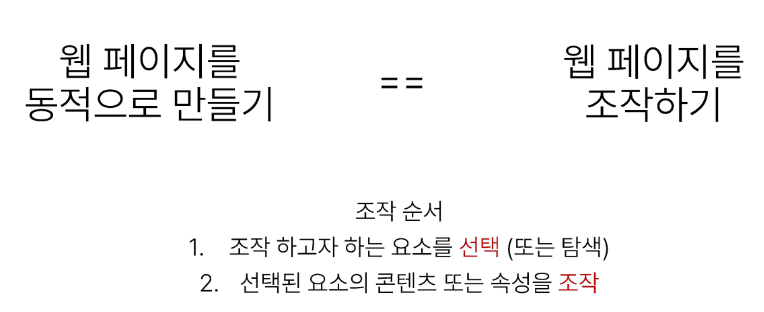 웹 페이지를
동적으로 만들기
==
웹 페이지를
조작하기
조작 순서
1. 조작 하고자 하는 요소를 선택 (또는 탐색)
2. 선택된 요소의 콘텐츠 또는 속성을 조작